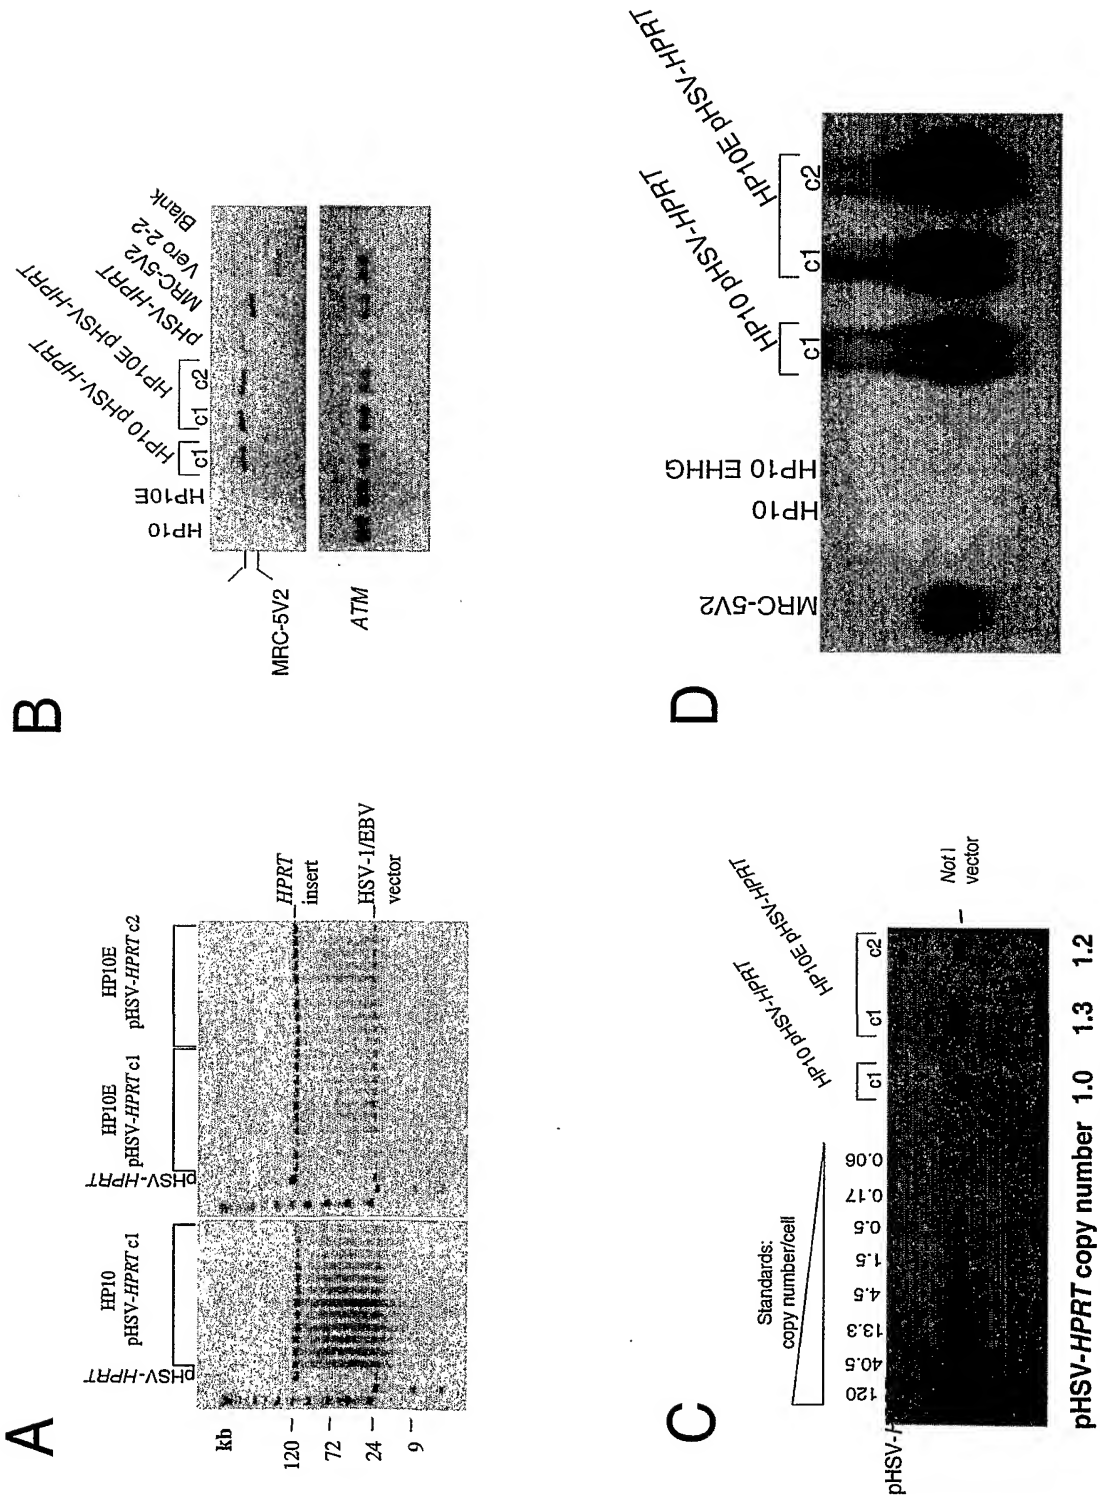 A
HP10
pHSV-HPRT c1
HP10E
pHSV-HPRT c1
HP10E
pHSV-HPRT c2
pHSV-HPRT
pHSV-HPRT
kb
120
72
24
9
HPRT
insert
HSV-1/EBV
vector
B
HP10
HP10E
HP10 pHSV-HPRT
c1
HP10E pHSV-HPRT
c1
c2
pHSV-HPRT
MRC-5V2
Vero 2-2
Blank
MRC-5V2
ATM
C
Standards:
copy number/cell
120
40.5
13.3
4.5
1.5
0.5
0.17
0.06
HP10 pHSV-HPRT
c1
HP10E pHSV-HPRT
c1
c2
Not I
vector
pHSV-H
pHSV-HPRT copy number 1.0 1.3 1.2
D
MRC-5V2
HP10
HP10 EHHG
HP10 pHSV-HPRT
c1
HP10E pHSV-HPRT
c1
c2